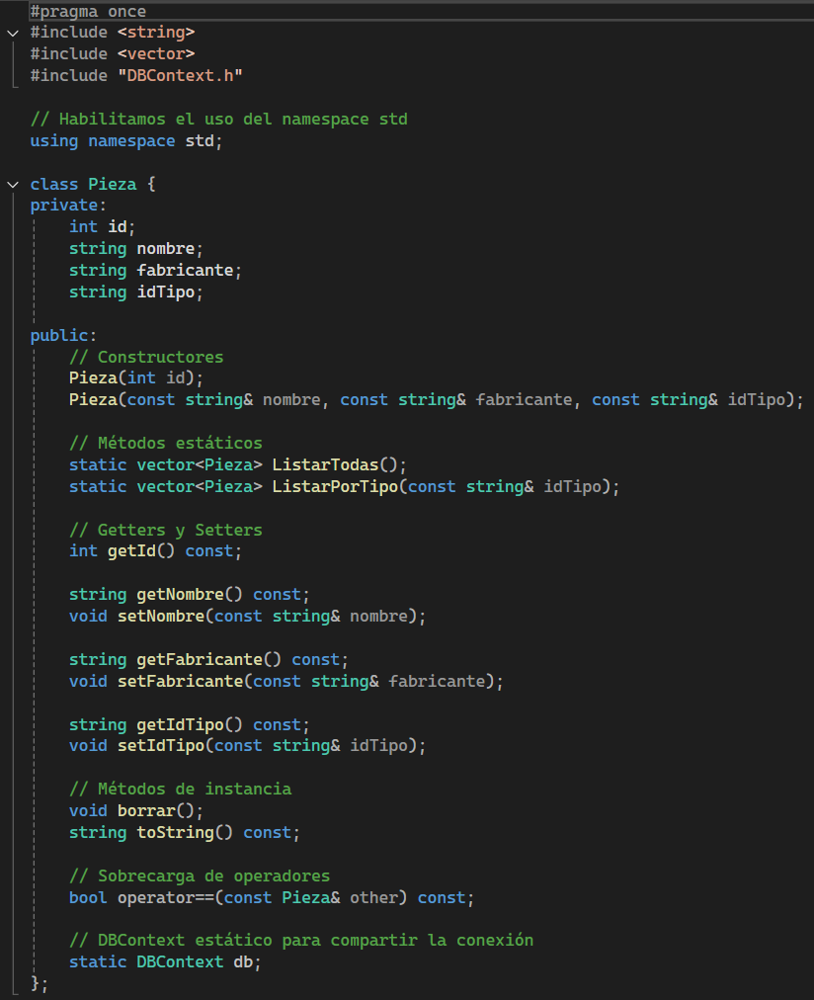 #pragma once
#include <string>
#include <vector>
#include "DBContext.h"
// Habilitamos el uso del namespace std
using namespace std;
class Pieza {
private:
int id;
string nombre;
string fabricante;
string idTipo;
public:
// Constructores
Pieza(int id);
Pieza(const string& nombre, const string& fabricante, const string& idTipo);
// Métodos estáticos
static vector<Pieza> ListarTodas();
static vector<Pieza> ListarPorTipo(const string& idTipo);
// Getters y Setters
int getId() const;
string getNombre() const;
void setNombre(const string& nombre);
string getFabricante() const;
void setFabricante(const string& fabricante);
string getIdTipo() const;
void setIdTipo(const string& idTipo);
// Métodos de instancia
void borrar();
string toString() const;
// Sobrecarga de operadores
bool operator==(const Pieza& other) const;
// DBContext estático para compartir la conexión
static DBContext db;
};